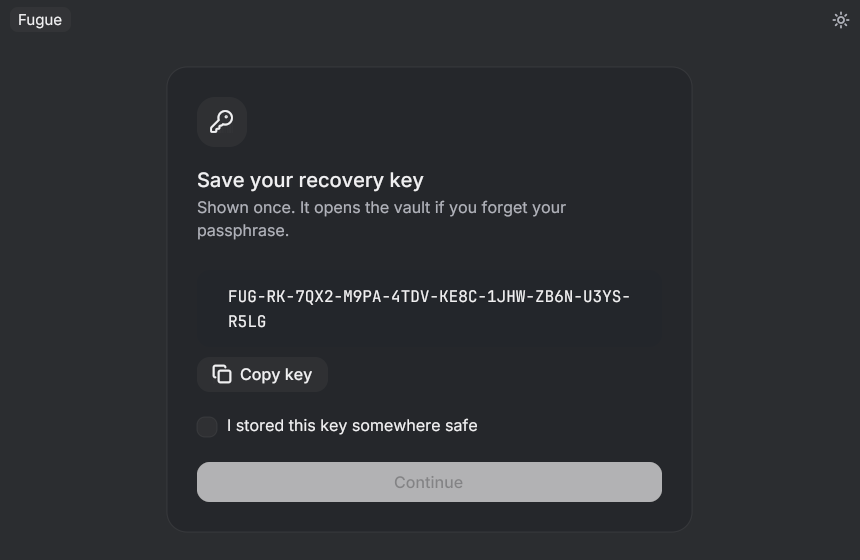 Fugue
Save your recovery key
Shown once. It opens the vault if you forget your
passphrase.
FUG-RK-7QX2-M9PA-4TDV-KE8C-1JHW-ZB6N-U3YS-
R5LG
Copy key
I stored this key somewhere safe
Continue